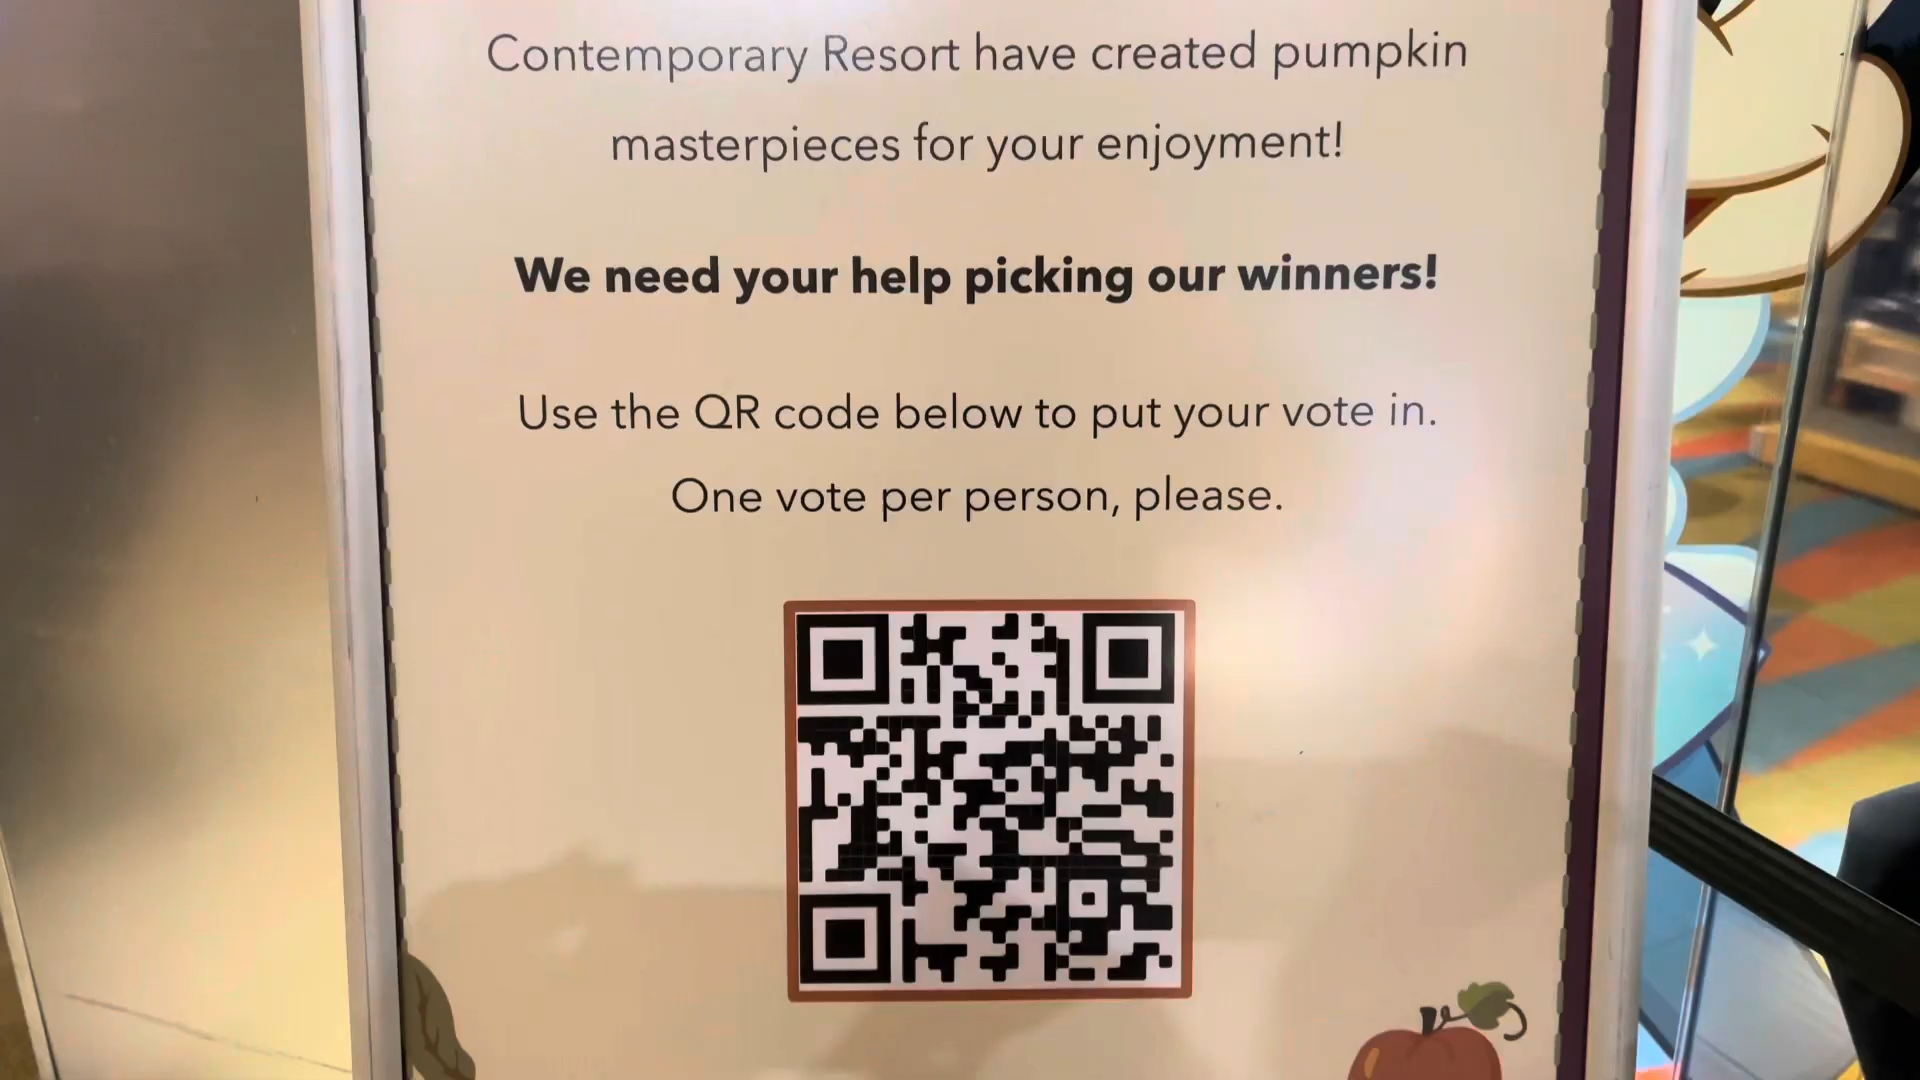 Contemporary Resort have created pumpkin
masterpieces for your enjoyment!
We need your help picking our winners!
Use the QR code below to put your vote in.
One vote per person, please.